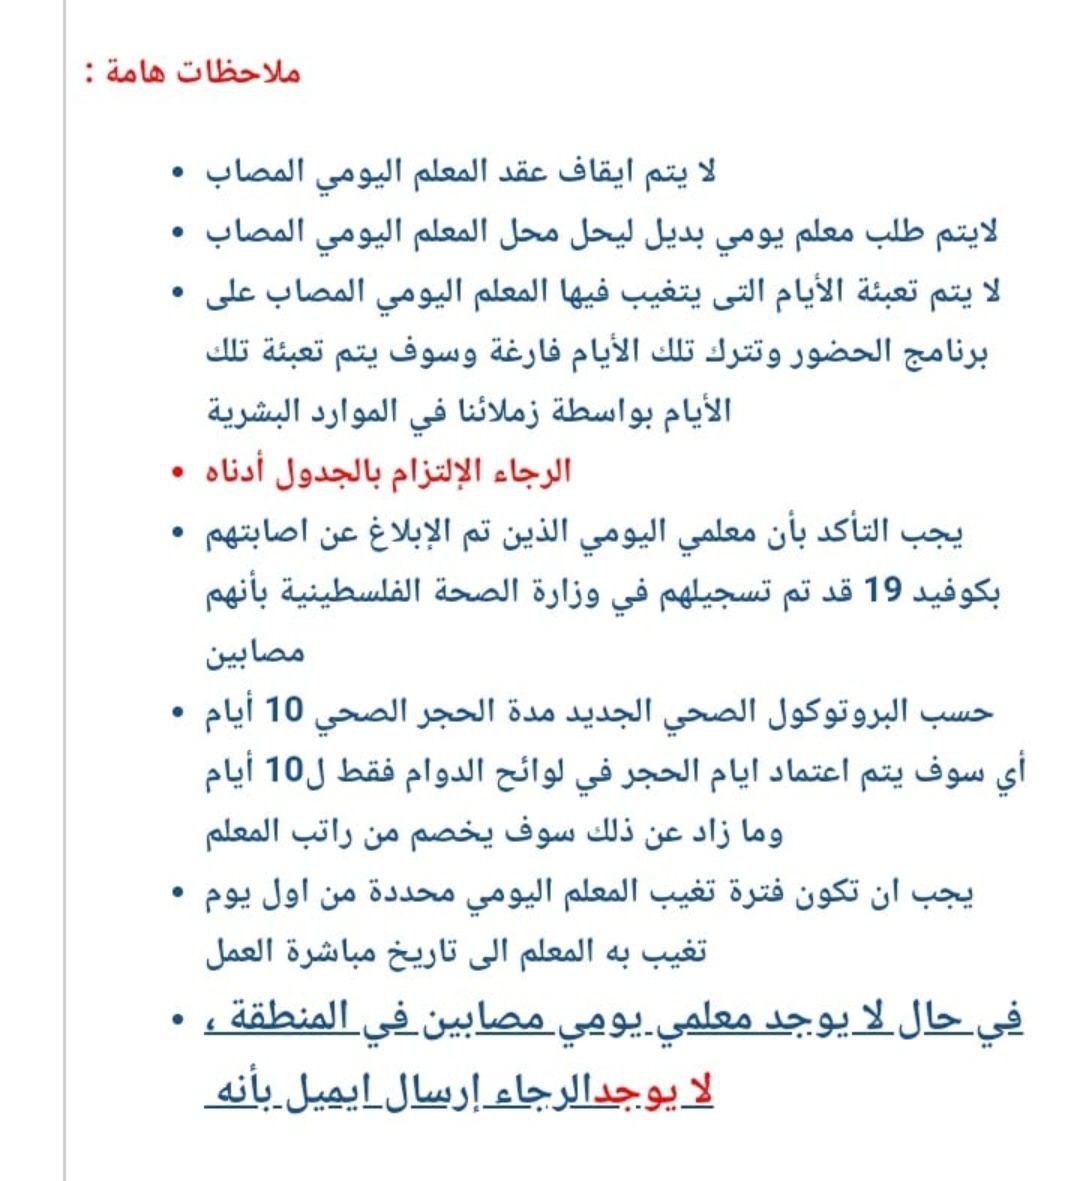 ملاحظات هامة :
• لا يتم ايقاف عقد المعلم اليومي المصاب
• لايتم طلب معلم يومي بديل ليحل محل المعلم اليومي المصاب
• لا يتم تعبئة الأيام التى يتغيب فيها المعلم اليومي المصاب على
برنامج الحضور وتترك تلك الأيام فارغة وسوف يتم تعبئة تلك
الأيام بواسطة زملائنا في الموارد البشرية
• الرجاء الإلتزام بالجدول أدناه
• يجب التأكد بأن معلمي اليومي الذين تم الإبلاغ عن اصابتهم
بكوفيد 19 قد تم تسجيلهم في وزارة الصحة الفلسطينية بأنهم
مصابين
• حسب البروتوكول الصحي الجديد مدة الحجر الصحي 10 أيام
أي سوف يتم اعتماد ايام الحجر في لوائح الدوام فقط ل10 أيام
وما زاد عن ذلك سوف يخصم من راتب المعلم
• يجب ان تكون فترة تغيب المعلم اليومي محددة من اول يوم
تغيب به المعلم الى تاريخ مباشرة العمل
• في حال لا يوجد معلمي يومي مصابين في المنطقة ،
لا يوجدالرجاء إرسال ايميل بأنه